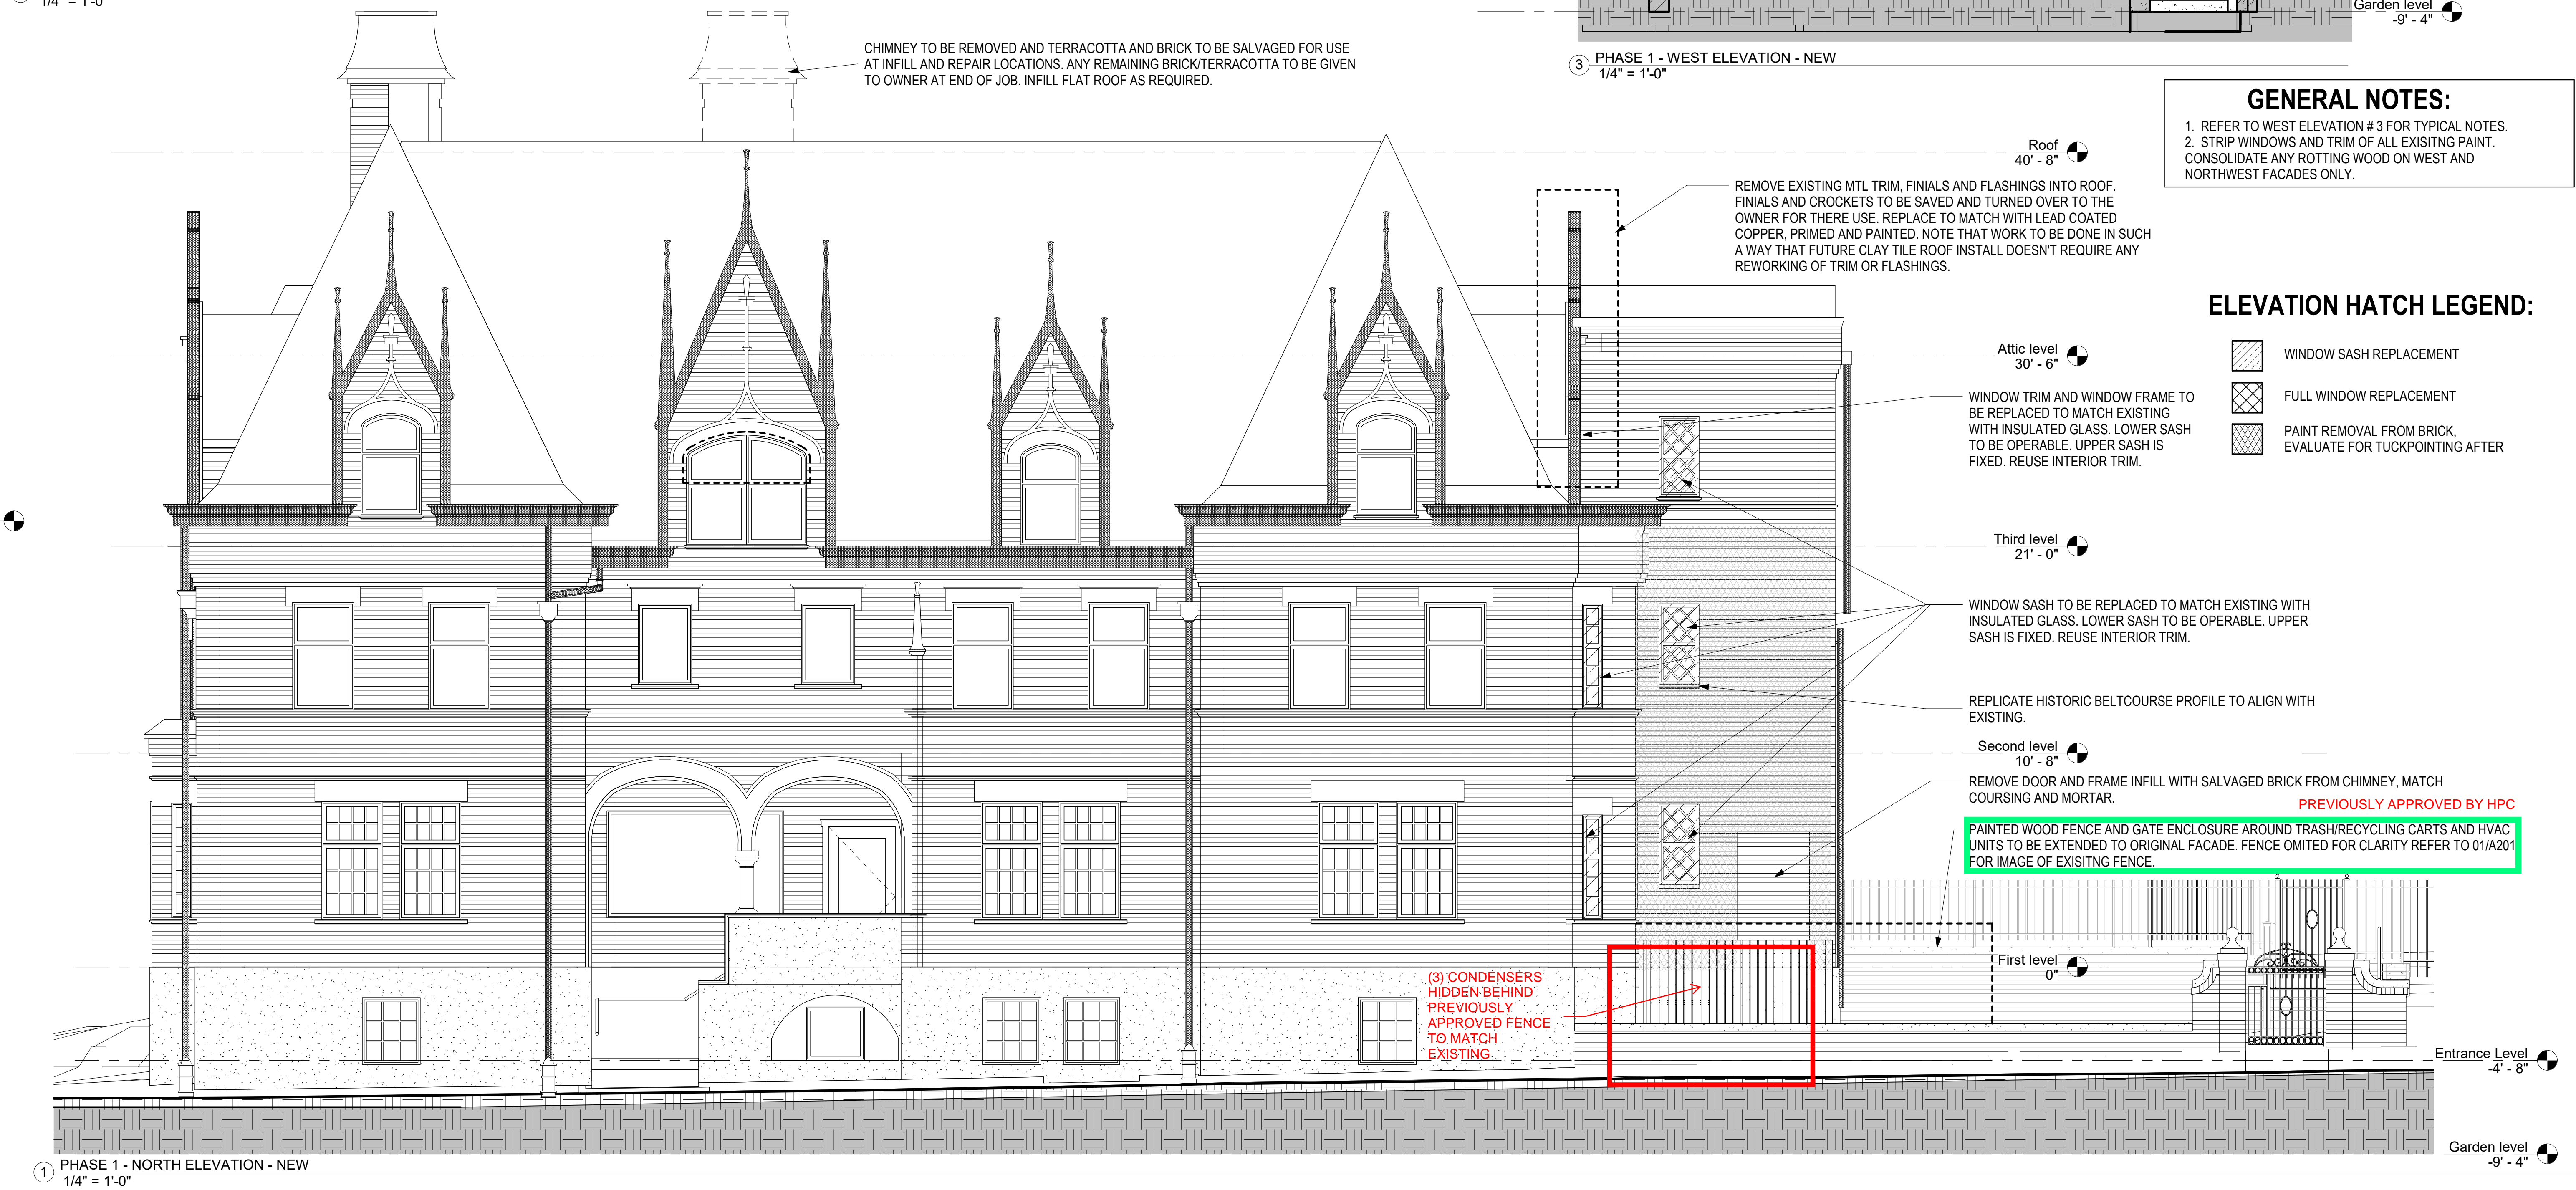 1/4" = 1'-0"
Garden level
-9' - 4"
3 PHASE 1 - WEST ELEVATION - NEW
1/4" = 1'-0"
CHIMNEY TO BE REMOVED AND TERRACOTTA AND BRICK TO BE SALVAGED FOR USE
AT INFILL AND REPAIR LOCATIONS. ANY REMAINING BRICK/TERRACOTTA TO BE GIVEN
TO OWNER AT END OF JOB. INFILL FLAT ROOF AS REQUIRED.
GENERAL NOTES:
1. REFER TO WEST ELEVATION # 3 FOR TYPICAL NOTES.
2. STRIP WINDOWS AND TRIM OF ALL EXISITNG PAINT.
CONSOLIDATE ANY ROTTING WOOD ON WEST AND
NORTHWEST FACADES ONLY.
Roof
40' - 8"
REMOVE EXISTING MTL TRIM, FINIALS AND FLASHINGS INTO ROOF.
FINIALS AND CROCKETS TO BE SAVED AND TURNED OVER TO THE
OWNER FOR THERE USE. REPLACE TO MATCH WITH LEAD COATED
COPPER, PRIMED AND PAINTED. NOTE THAT WORK TO BE DONE IN SUCH
A WAY THAT FUTURE CLAY TILE ROOF INSTALL DOESN'T REQUIRE ANY
REWORKING OF TRIM OR FLASHINGS.
ELEVATION HATCH LEGEND:
WINDOW SASH REPLACEMENT
FULL WINDOW REPLACEMENT
PAINT REMOVAL FROM BRICK,
EVALUATE FOR TUCKPOINTING AFTER
Attic level
30' - 6"
WINDOW TRIM AND WINDOW FRAME TO
BE REPLACED TO MATCH EXISTING
WITH INSULATED GLASS. LOWER SASH
TO BE OPERABLE. UPPER SASH IS
FIXED. REUSE INTERIOR TRIM.
Third level
21' - 0"
WINDOW SASH TO BE REPLACED TO MATCH EXISTING WITH
INSULATED GLASS. LOWER SASH TO BE OPERABLE. UPPER
SASH IS FIXED. REUSE INTERIOR TRIM.
REPLICATE HISTORIC BELTCOURSE PROFILE TO ALIGN WITH
EXISTING.
Second level
10' - 8"
REMOVE DOOR AND FRAME INFILL WITH SALVAGED BRICK FROM CHIMNEY, MATCH
COURSING AND MORTAR.
PREVIOUSLY APPROVED BY HPC
PAINTED WOOD FENCE AND GATE ENCLOSURE AROUND TRASH/RECYCLING CARTS AND HVAC
UNITS TO BE EXTENDED TO ORIGINAL FACADE. FENCE OMITED FOR CLARITY REFER TO 01/A201
FOR IMAGE OF EXISITNG FENCE.
First level
0"
(3) CONDENSERS
HIDDEN BEHIND
PREVIOUSLY
APPROVED FENCE
TO MATCH
EXISTING
Entrance Level
-4' - 8"
Garden level
-9' - 4"
1 PHASE 1 - NORTH ELEVATION - NEW
1/4" = 1'-0"